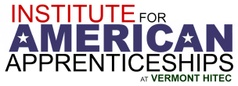 INSTITUTE FOR
AMERICAN
APPRENTICESHIPS
AT VERMONT HITEC